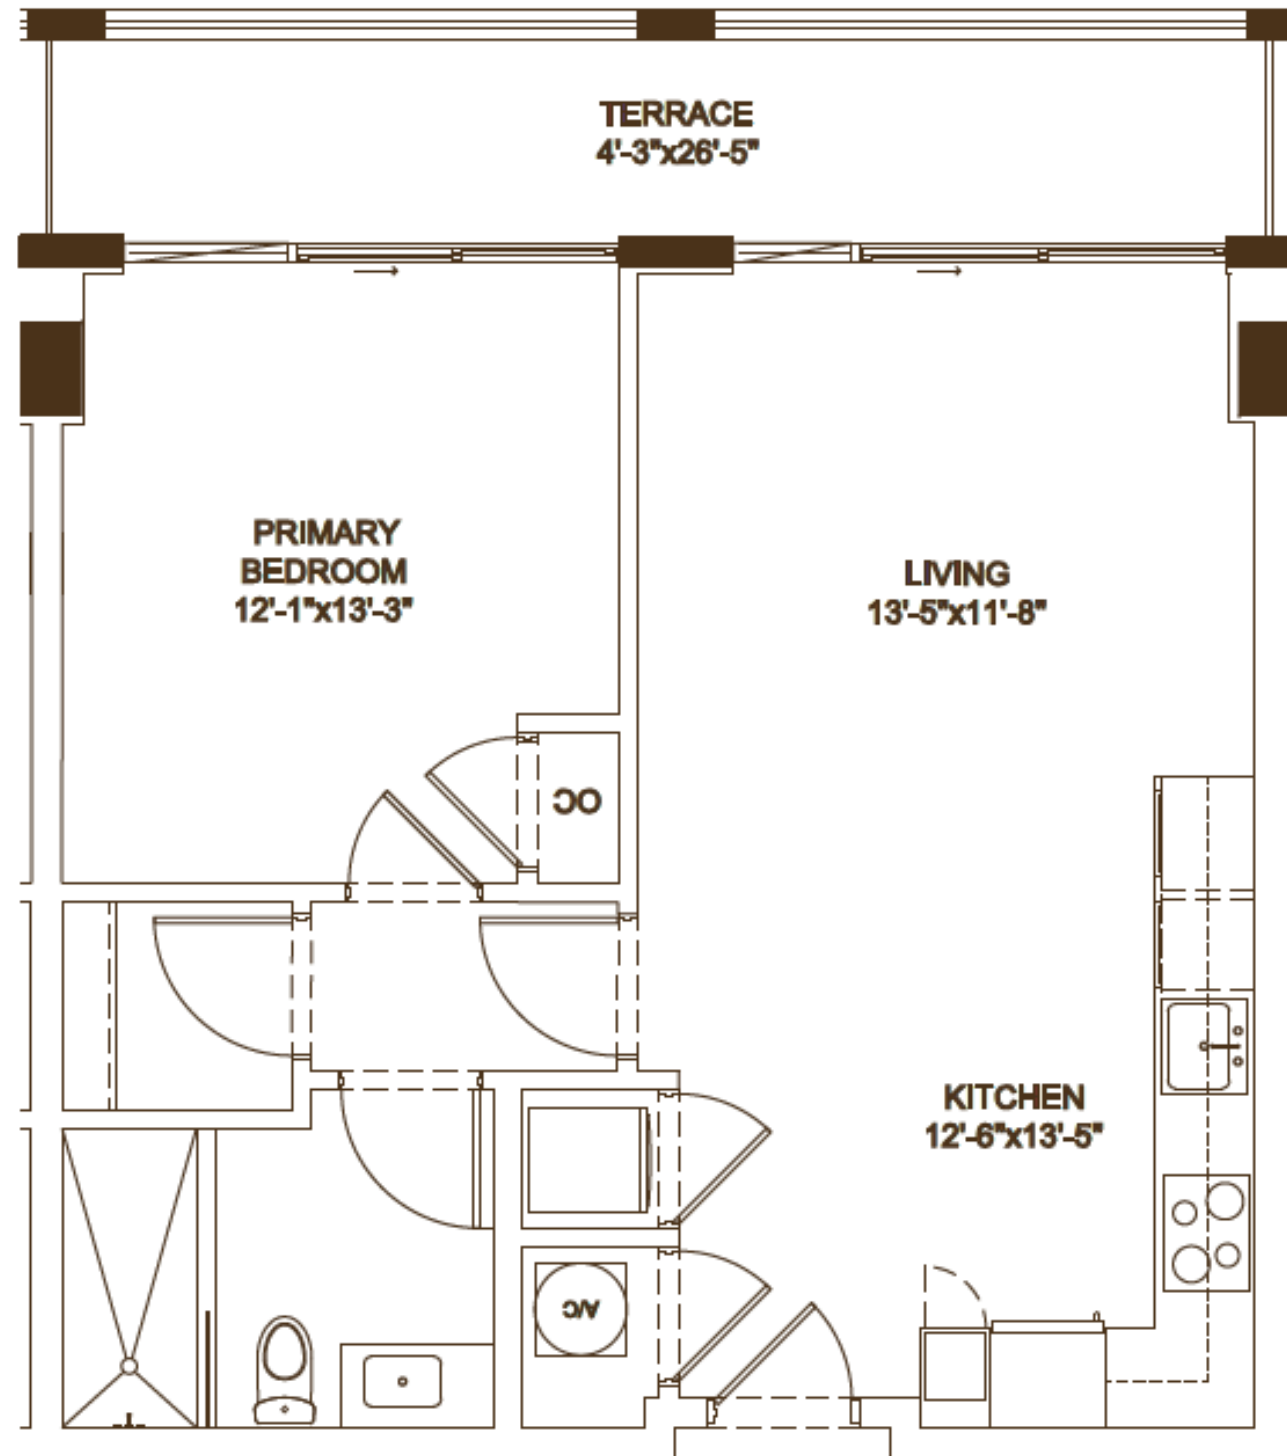 TERRACE
4'-3"x26'-5"
PRIMARY
BEDROOM
12'-1"x13'-3"
LIVING
13'-5"x11'-8"
OC
KITCHEN
12'-6"x13'-5"
A/C